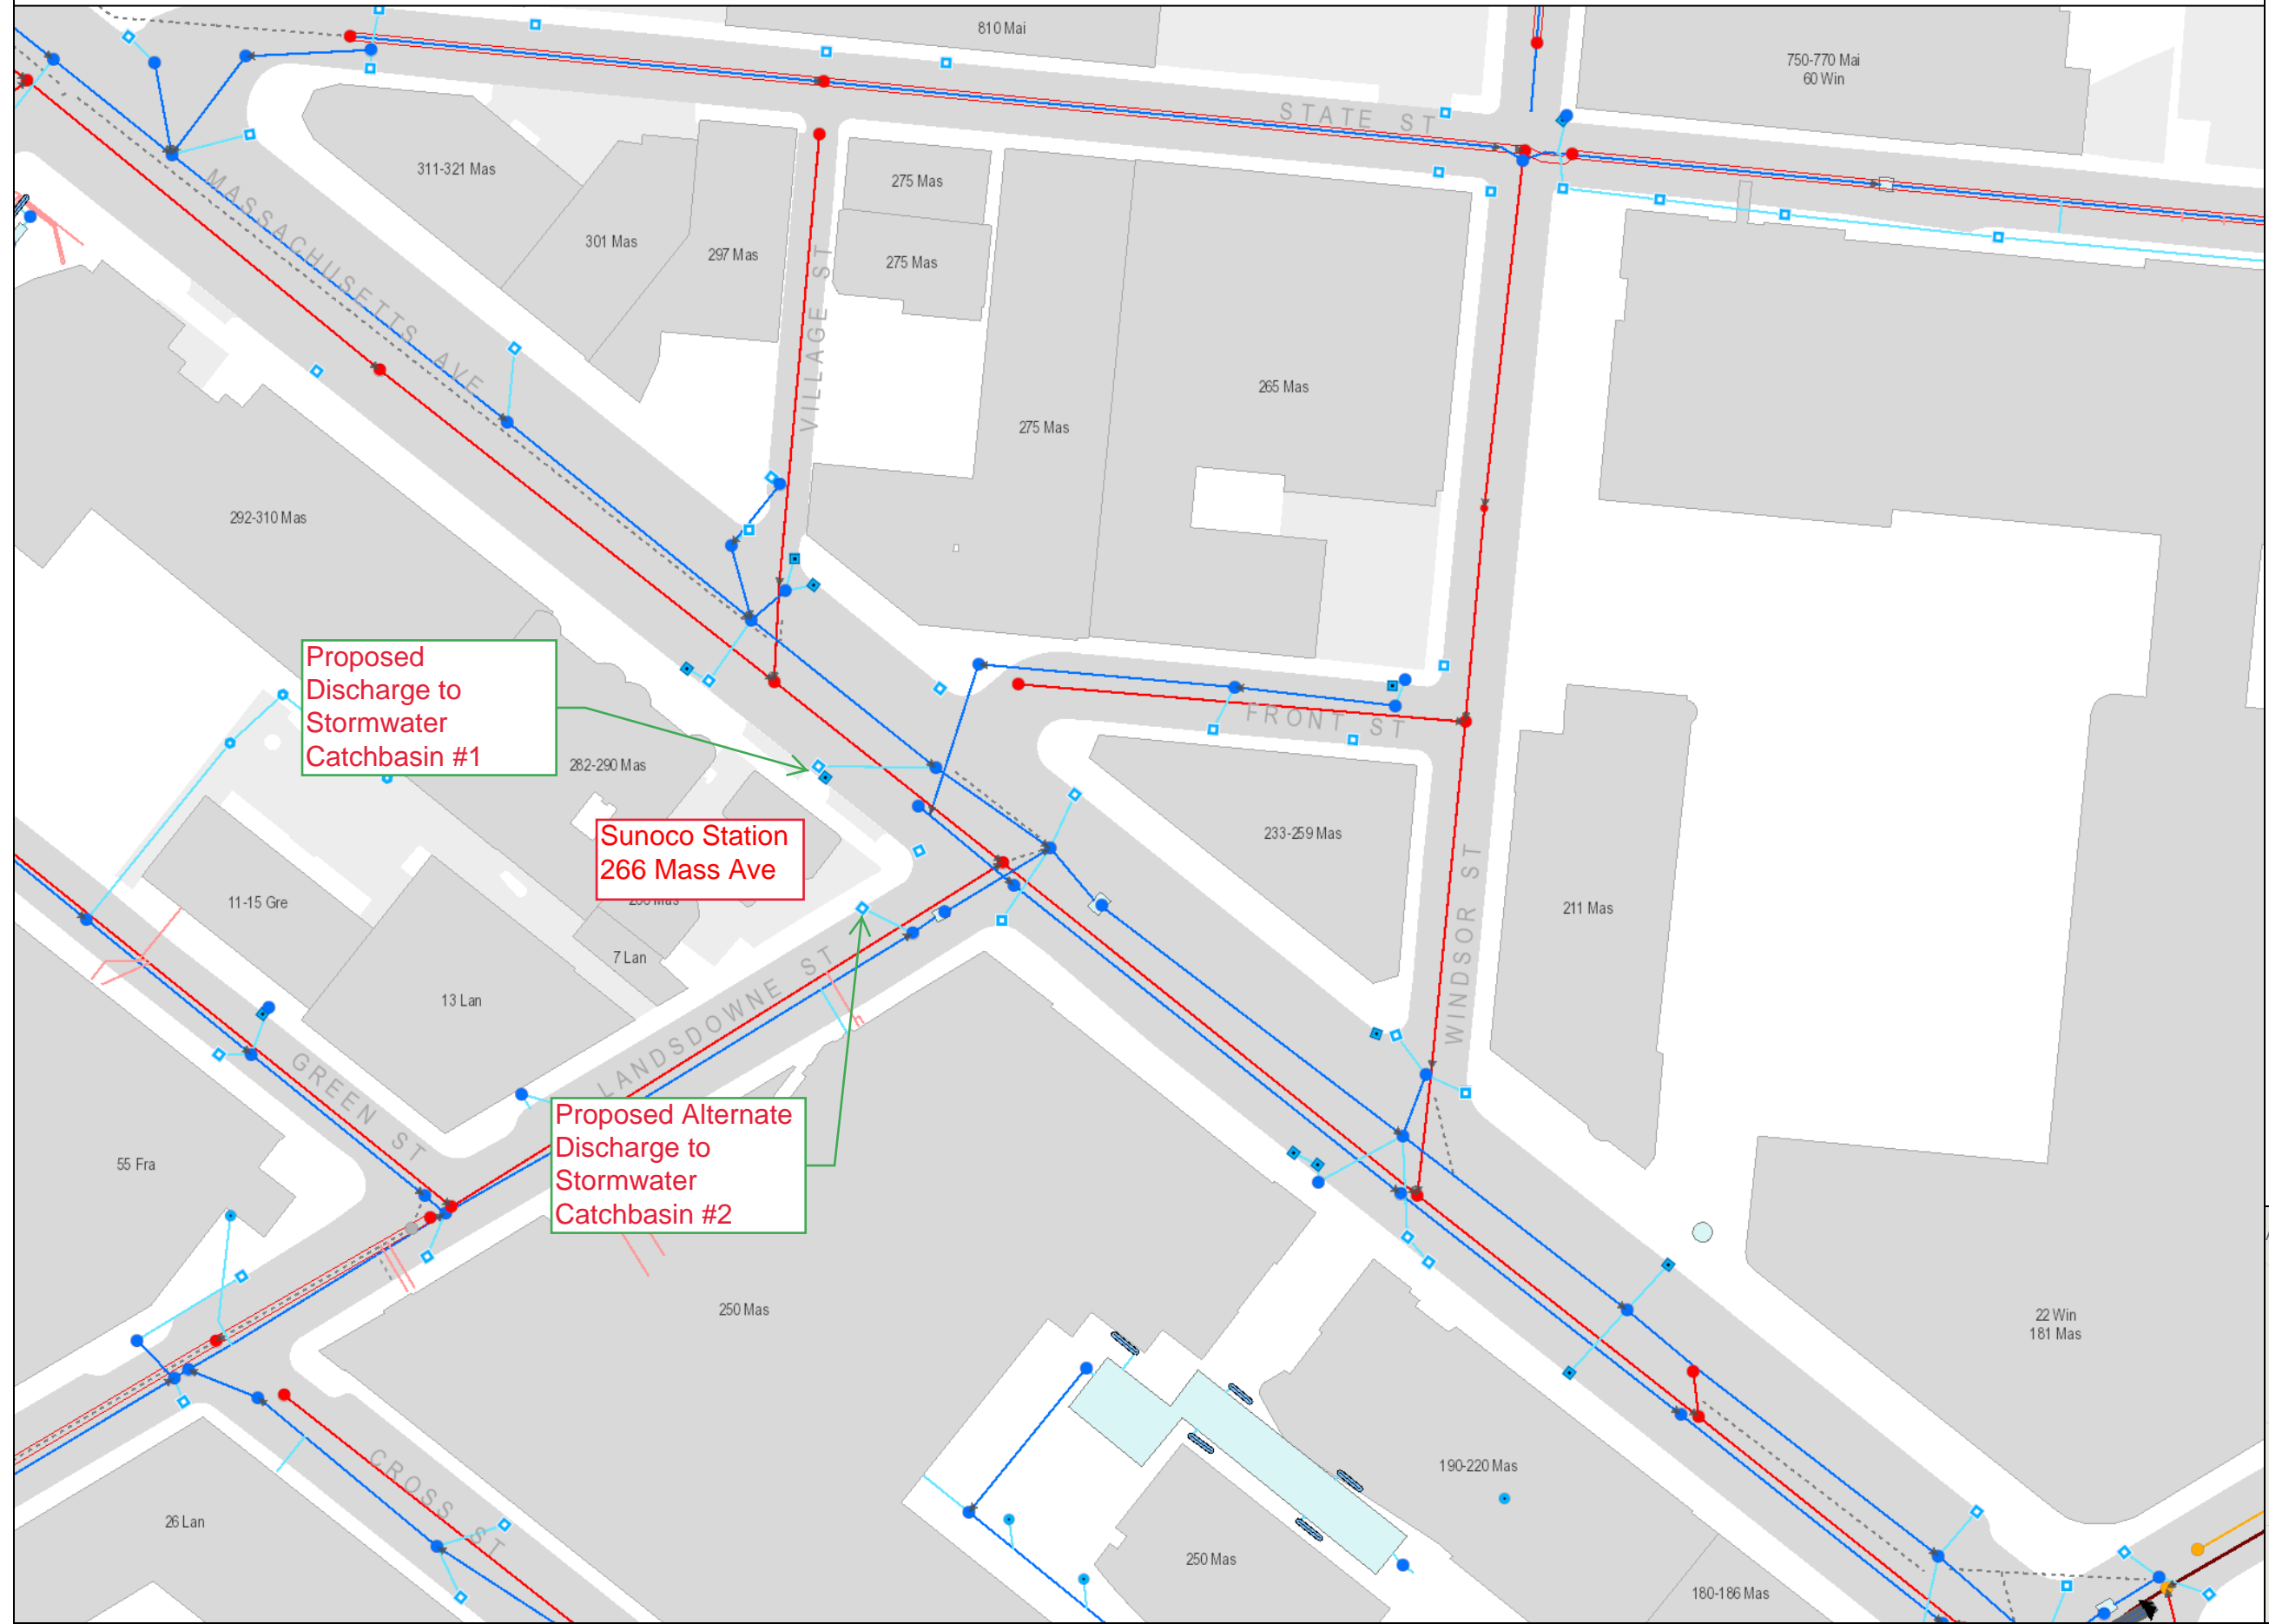 810 Mai
750-770 Mai
60 Win
STATE ST
311-321 Mas
275 Mas
MASSACHUSETTS AVE
301 Mas
297 Mas
275 Mas
VILLAGE ST
265 Mas
275 Mas
292-310 Mas
Proposed
Discharge to
Stormwater
Catchbasin #1
FRONT ST
282-290 Mas
Sunoco Station
266 Mass Ave
233-259 Mas
11-15 Gre
211 Mas
7 Lan
13 Lan
WINDSOR ST
LANDSDOWNE ST
GREEN ST
Proposed Alternate
Discharge to
Stormwater
Catchbasin #2
55 Fra
250 Mas
22 Win
181 Mas
190-220 Mas
CROSS ST
26 Lan
250 Mas
180-186 Mas